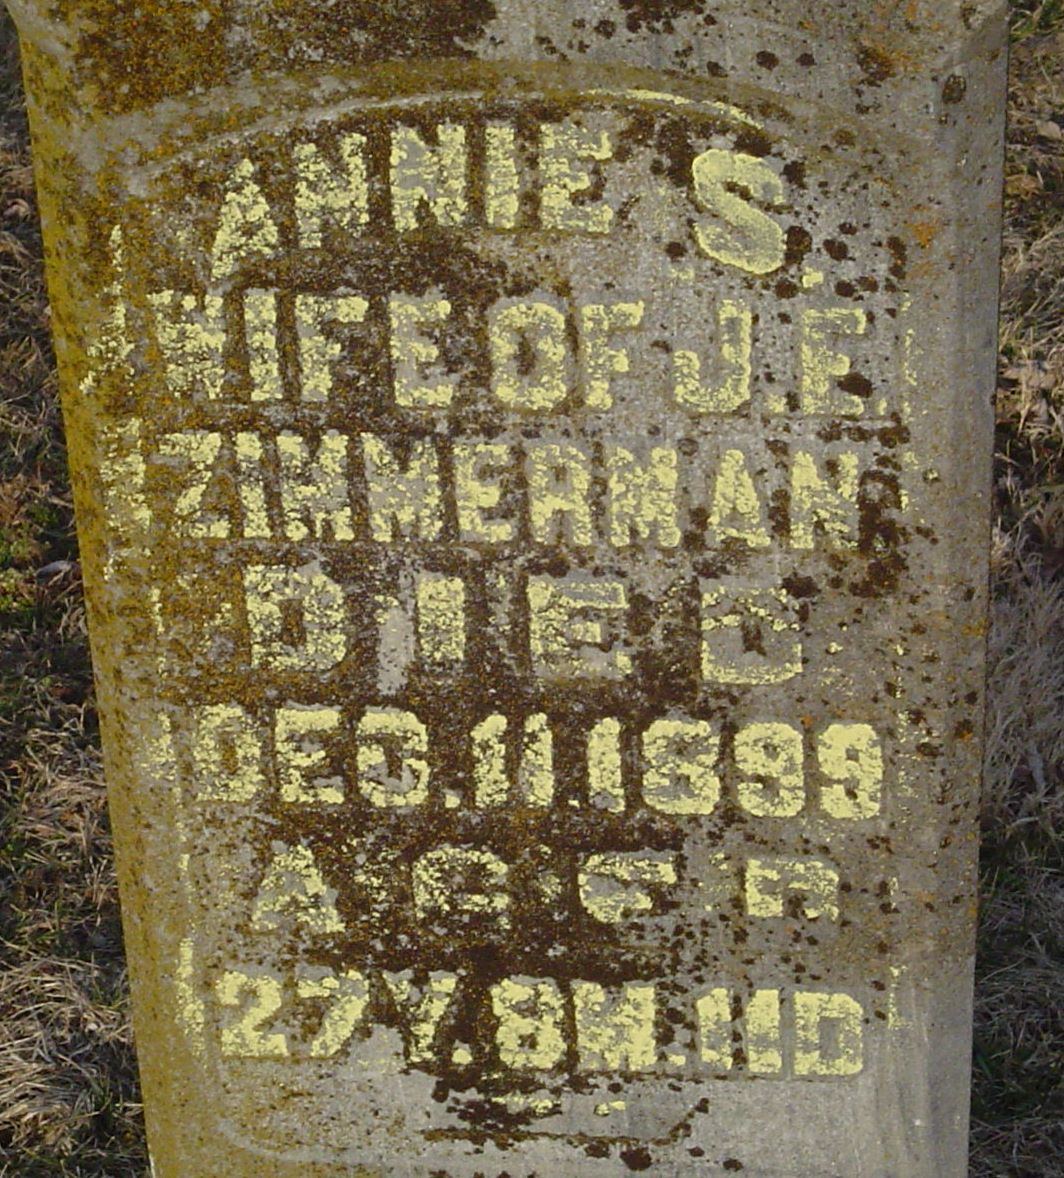 ANNIE S.
WIFE OF J.E.
ZIMMERMAN
DIED
DEC. 11. 1899
AGED
27 Y. 8 M. 11 D